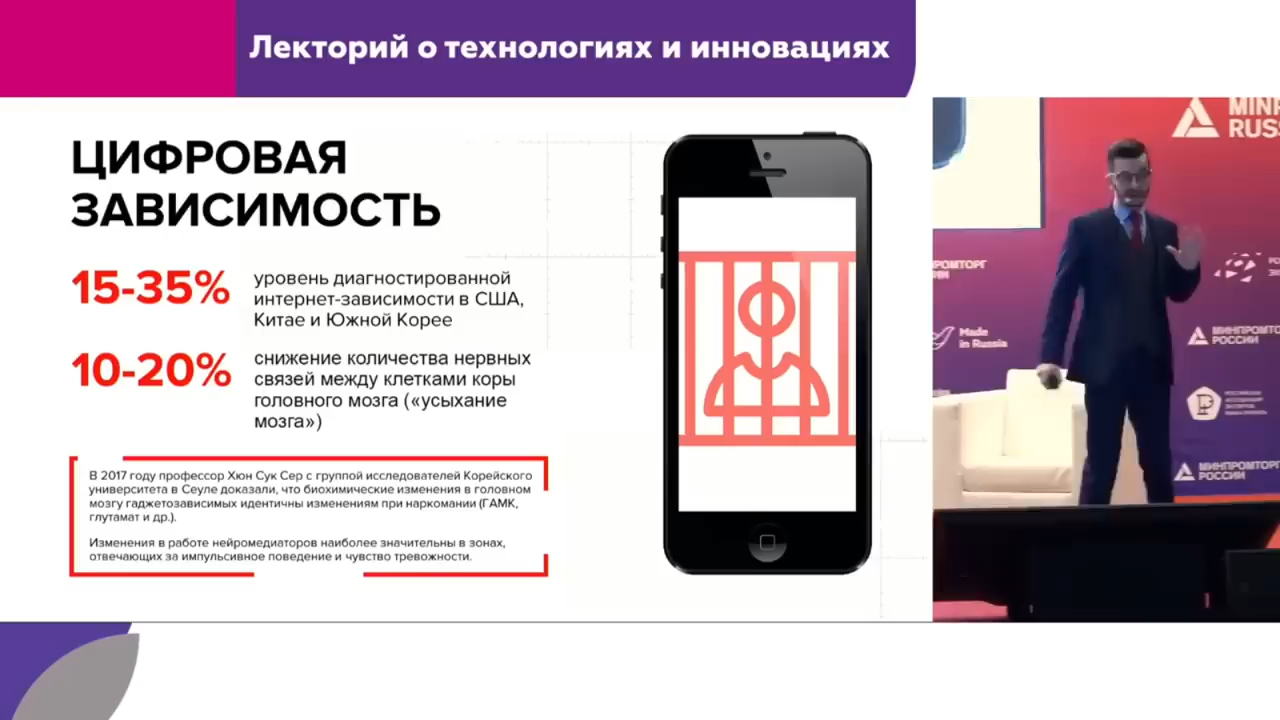 Лекторий о технологиях и инновациях
ЦИФРОВАЯ
ЗАВИСИМОСТЬ
15-35%
уровень диагностированной
интернет-зависимости в США,
Китае и Южной Корее
10-20%
снижение количества нервных
связей между клетками коры
головного мозга («усыхание
мозга»)
В 2017 году профессор Хюн Сук Сер с группой исследователей Корейского
университета в Сеуле доказали, что биохимические изменения в головном
мозгу гаджетозависимых идентичны изменениям при наркомании (ГАМК,
глутамат и др.).
Изменения в работе нейромедиаторов наиболее значительны в зонах,
отвечающих за импульсивное поведение и чувство тревожности.
Made
in Russia
МИНПРОМТОРГ
РОССИИ
МИНПРОМТОРГ
РОССИИ